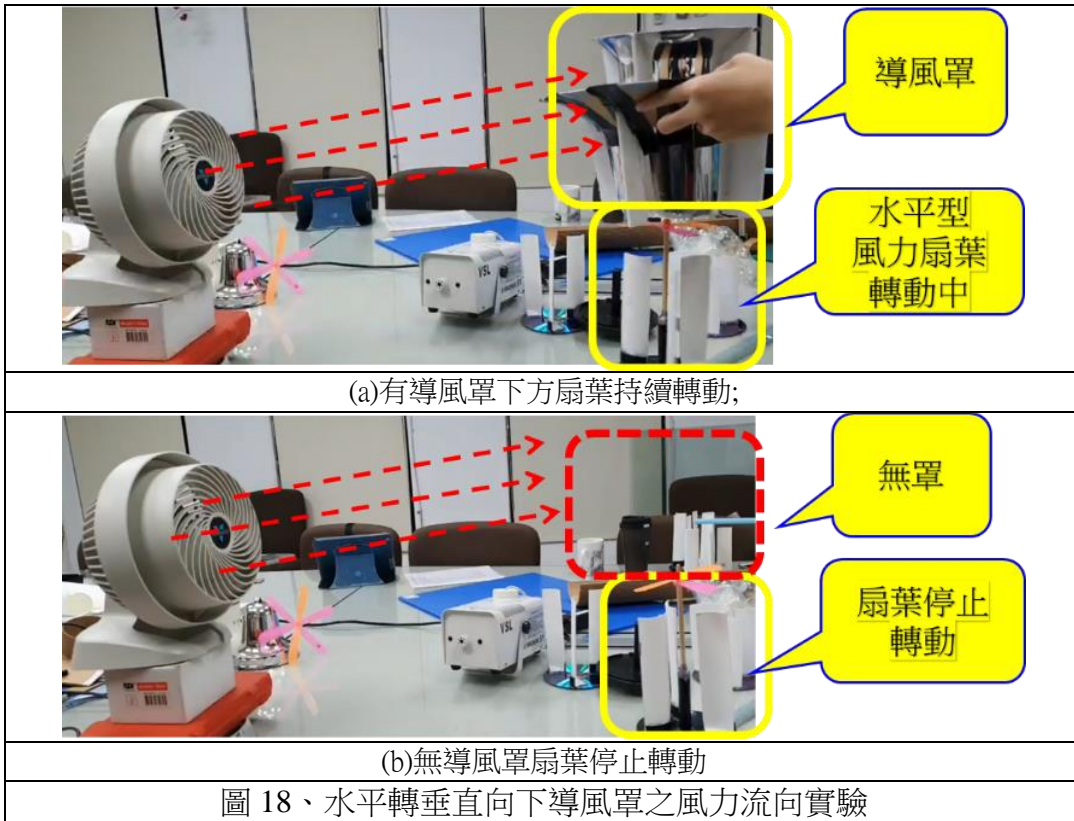 導風罩
水平型
風力扇葉
轉動中
VSL
(a)有導風罩下方扇葉持續轉動;
無罩
扇葉停止
轉動
VSL
(b)無導風罩扇葉停止轉動
圖 18、水平轉垂直向下導風罩之風力流向實驗